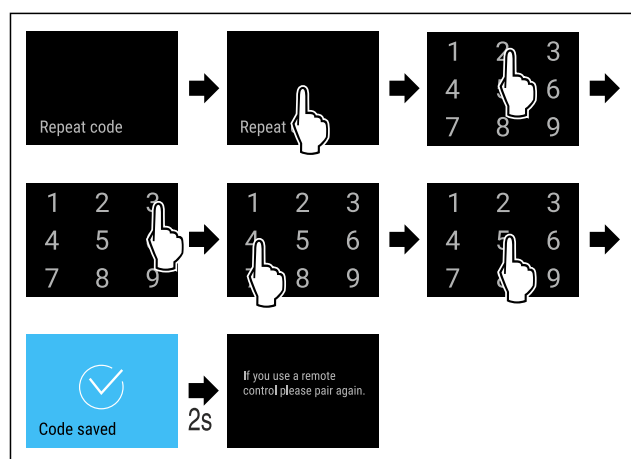 Repeat code
Repeat
1 2 3
4 6
7 8 9
1 2 3
4 5
7 8 9
1 2 3
4 5 6
8 9
1 2 3
4 5 6
7 9
Code saved
2s
If you use a remote
control please pair again.